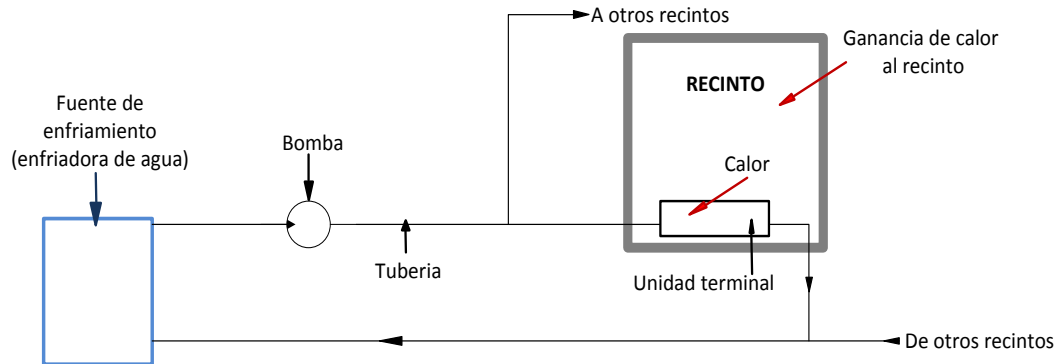 A otros recintos
Ganancia de calor
al recinto
RECINTO
Fuente de
enfriamiento
(enfriadora de agua)
Bomba
Calor
Tuberia
Unidad terminal
De otros recintos